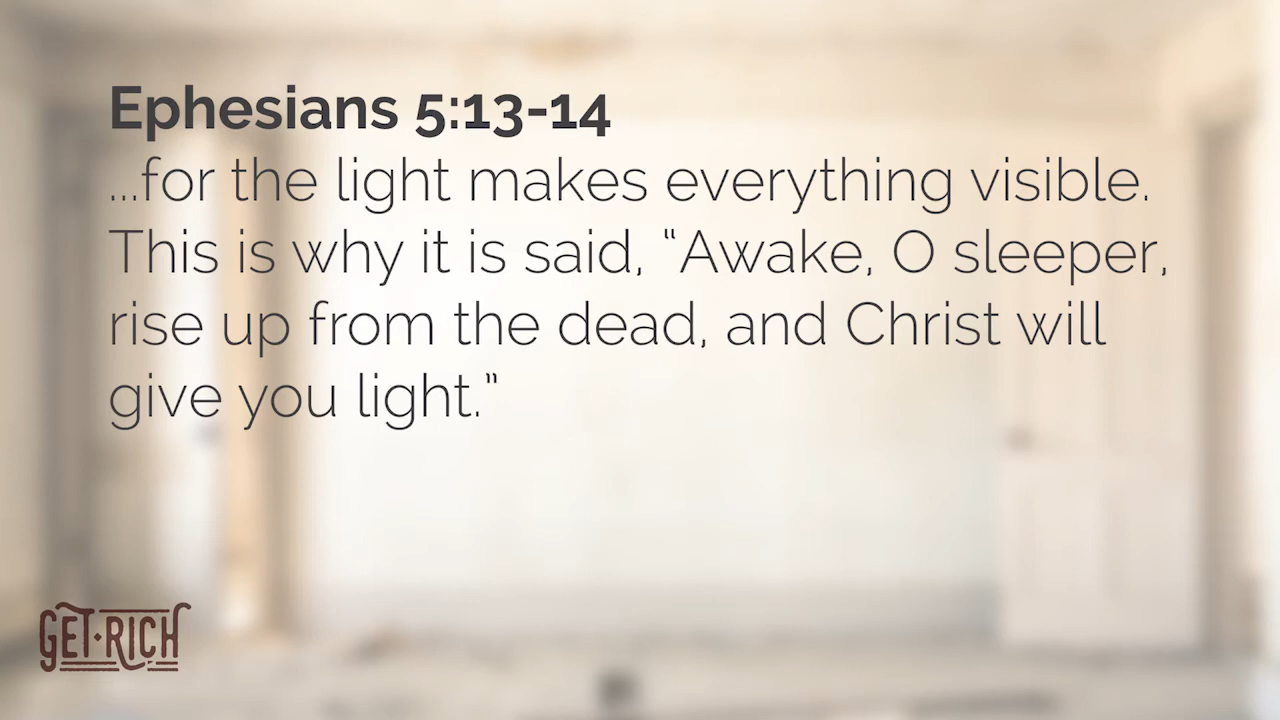 Ephesians 5:13-14
...for the light makes everything visible.
This is why it is said, “Awake, O sleeper,
rise up from the dead, and Christ will
give you light.”
GET·RICH